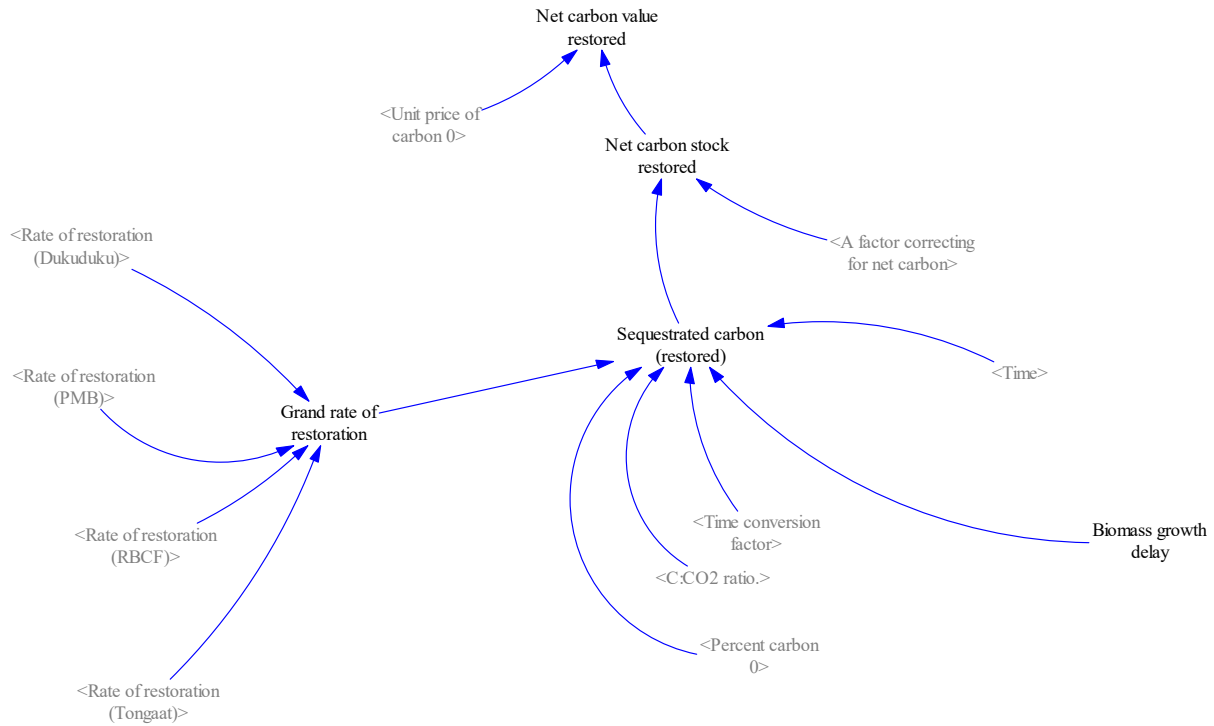 Net carbon value
restored
<Unit price of
carbon 0>
Net carbon stock
restored
<Rate of restoration
(Dukuduku)>
<A factor correcting
for net carbon>
Sequestrated carbon
(restored)
<Time>
<Rate of restoration
(PMB)>
Grand rate of
restoration
<Rate of restoration
(RBCF)>
<Time conversion
factor>
Biomass growth
delay
<C:CO2 ratio.>
<Percent carbon
0>
<Rate of restoration
(Tongaat)>